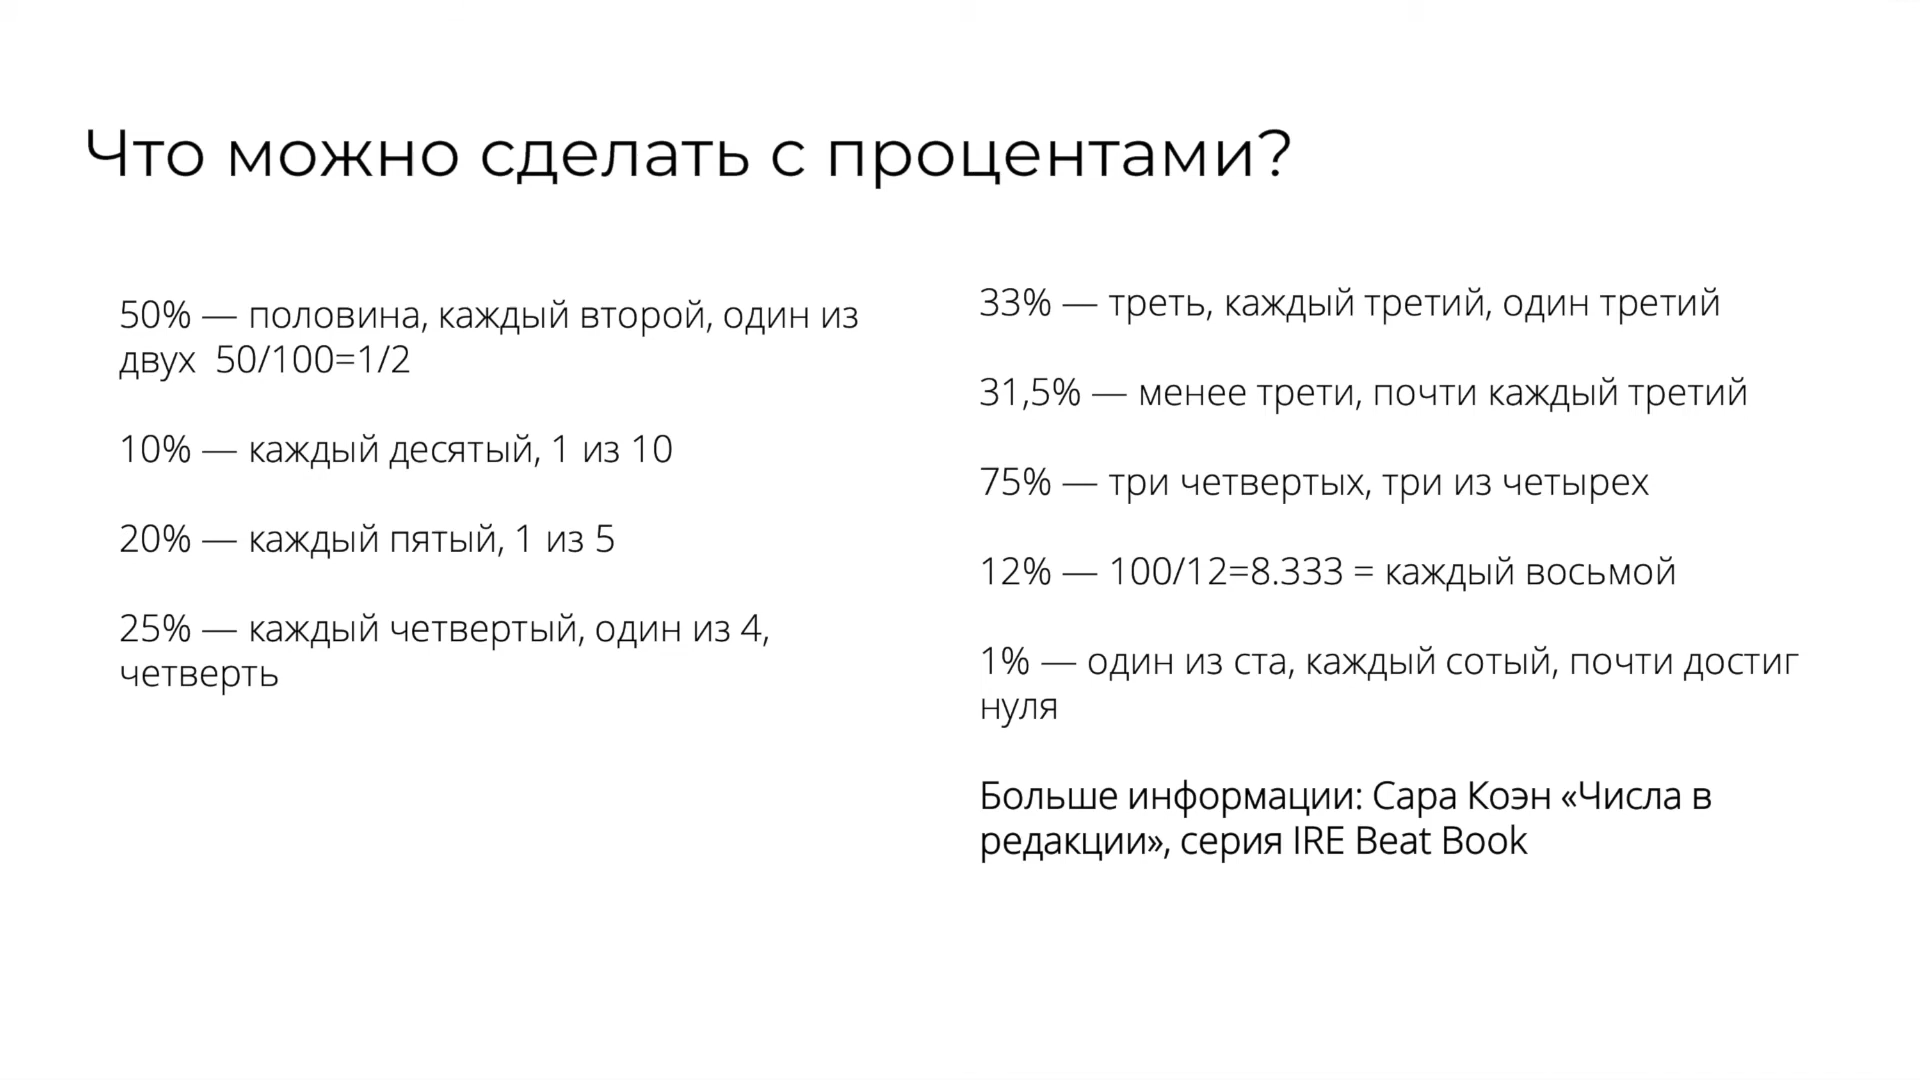 Что можно сделать с процентами?
50% — половина, каждый второй, один из
двух  50/100=1/2
10% — каждый десятый, 1 из 10
20% — каждый пятый, 1 из 5
25% — каждый четвертый, один из 4,
четверть
33% — треть, каждый третий, один третий
31,5% — менее трети, почти каждый третий
75% — три четвертых, три из четырех
12% — 100/12=8.333 = каждый восьмой
1% — один из ста, каждый сотый, почти достиг
нуля
Больше информации: Сара Коэн «Числа в
редакции», серия IRE Beat Book